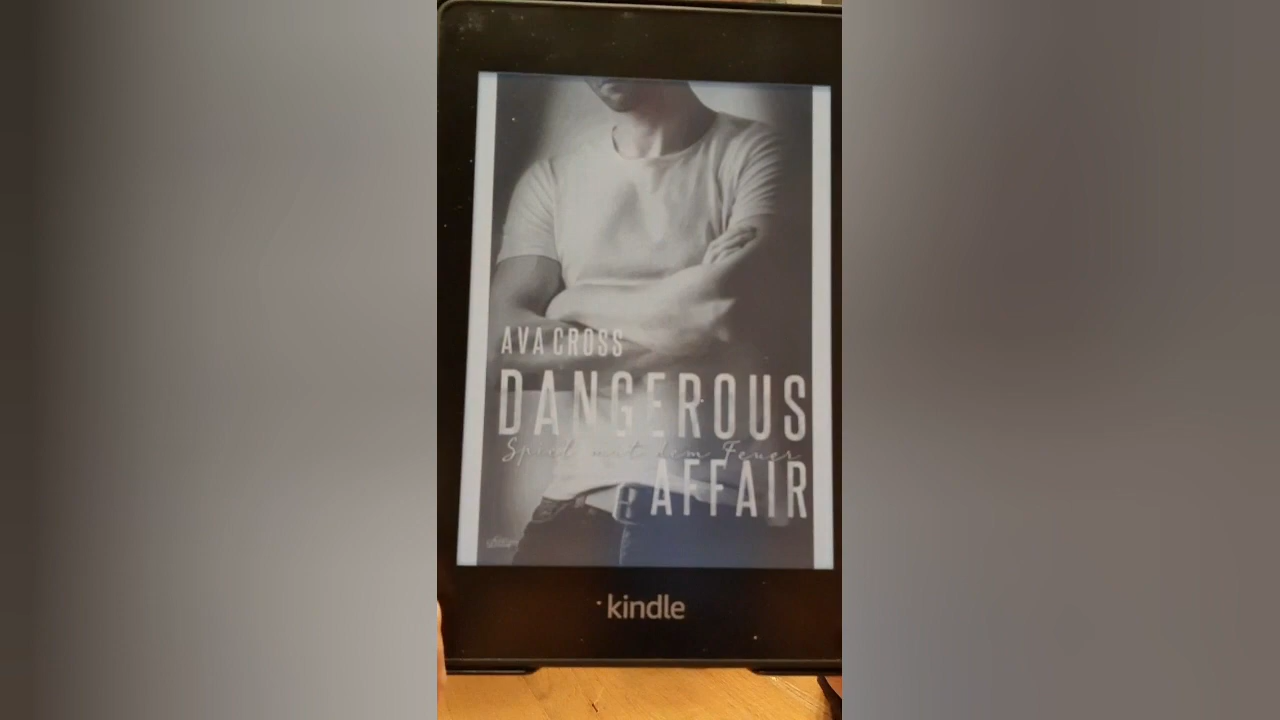 AVA CROSS
DANGEROUS
Spiel mit dem Feuer
AFFAIR
kindle